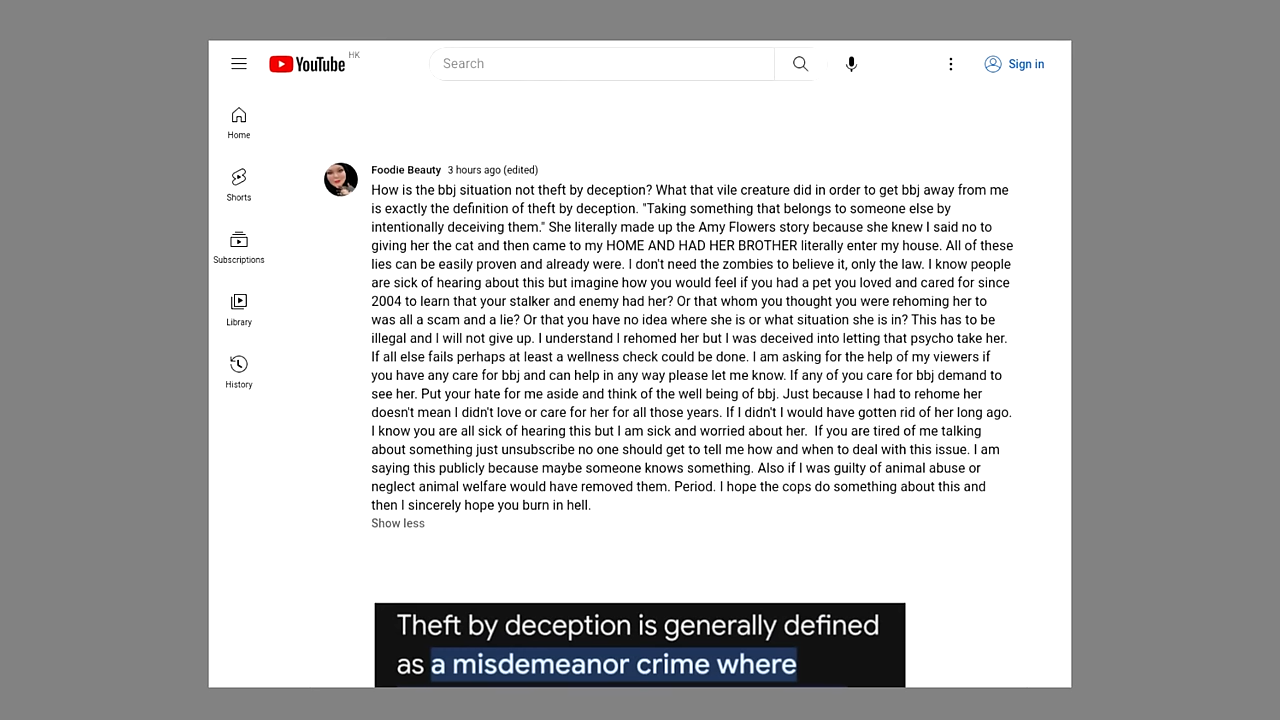 YouTube HK
Search
Sign in
Home
Shorts
Subscriptions
Library
History
Foodie Beauty 3 hours ago (edited)
How is the bbj situation not theft by deception? What that vile creature did in order to get bbj away from me
is exactly the definition of theft by deception. "Taking something that belongs to someone else by
intentionally deceiving them." She literally made up the Amy Flowers story because she knew I said no to
giving her the cat and then came to my HOME AND HAD HER BROTHER literally enter my house. All of these
lies can be easily proven and already were. I don't need the zombies to believe it, only the law. I know people
are sick of hearing about this but imagine how you would feel if you had a pet you loved and cared for since
2004 to learn that your stalker and enemy had her? Or that whom you thought you were rehoming her to
was all a scam and a lie? Or that you have no idea where she is or what situation she is in? This has to be
illegal and I will not give up. I understand I rehomed her but I was deceived into letting that psycho take her.
If all else fails perhaps at least a wellness check could be done. I am asking for the help of my viewers if
you have any care for bbj and can help in any way please let me know. If any of you care for bbj demand to
see her. Put your hate for me aside and think of the well being of bbj. Just because I had to rehome her
doesn't mean I didn't love or care for her for all those years. If I didn't I would have gotten rid of her long ago.
I know you are all sick of hearing this but I am sick and worried about her.  If you are tired of me talking
about something just unsubscribe no one should get to tell me how and when to deal with this issue. I am
saying this publicly because maybe someone knows something. Also if I was guilty of animal abuse or
neglect animal welfare would have removed them. Period. I hope the cops do something about this and
then I sincerely hope you burn in hell.
Show less
Theft by deception is generally defined
as a misdemeanor crime where